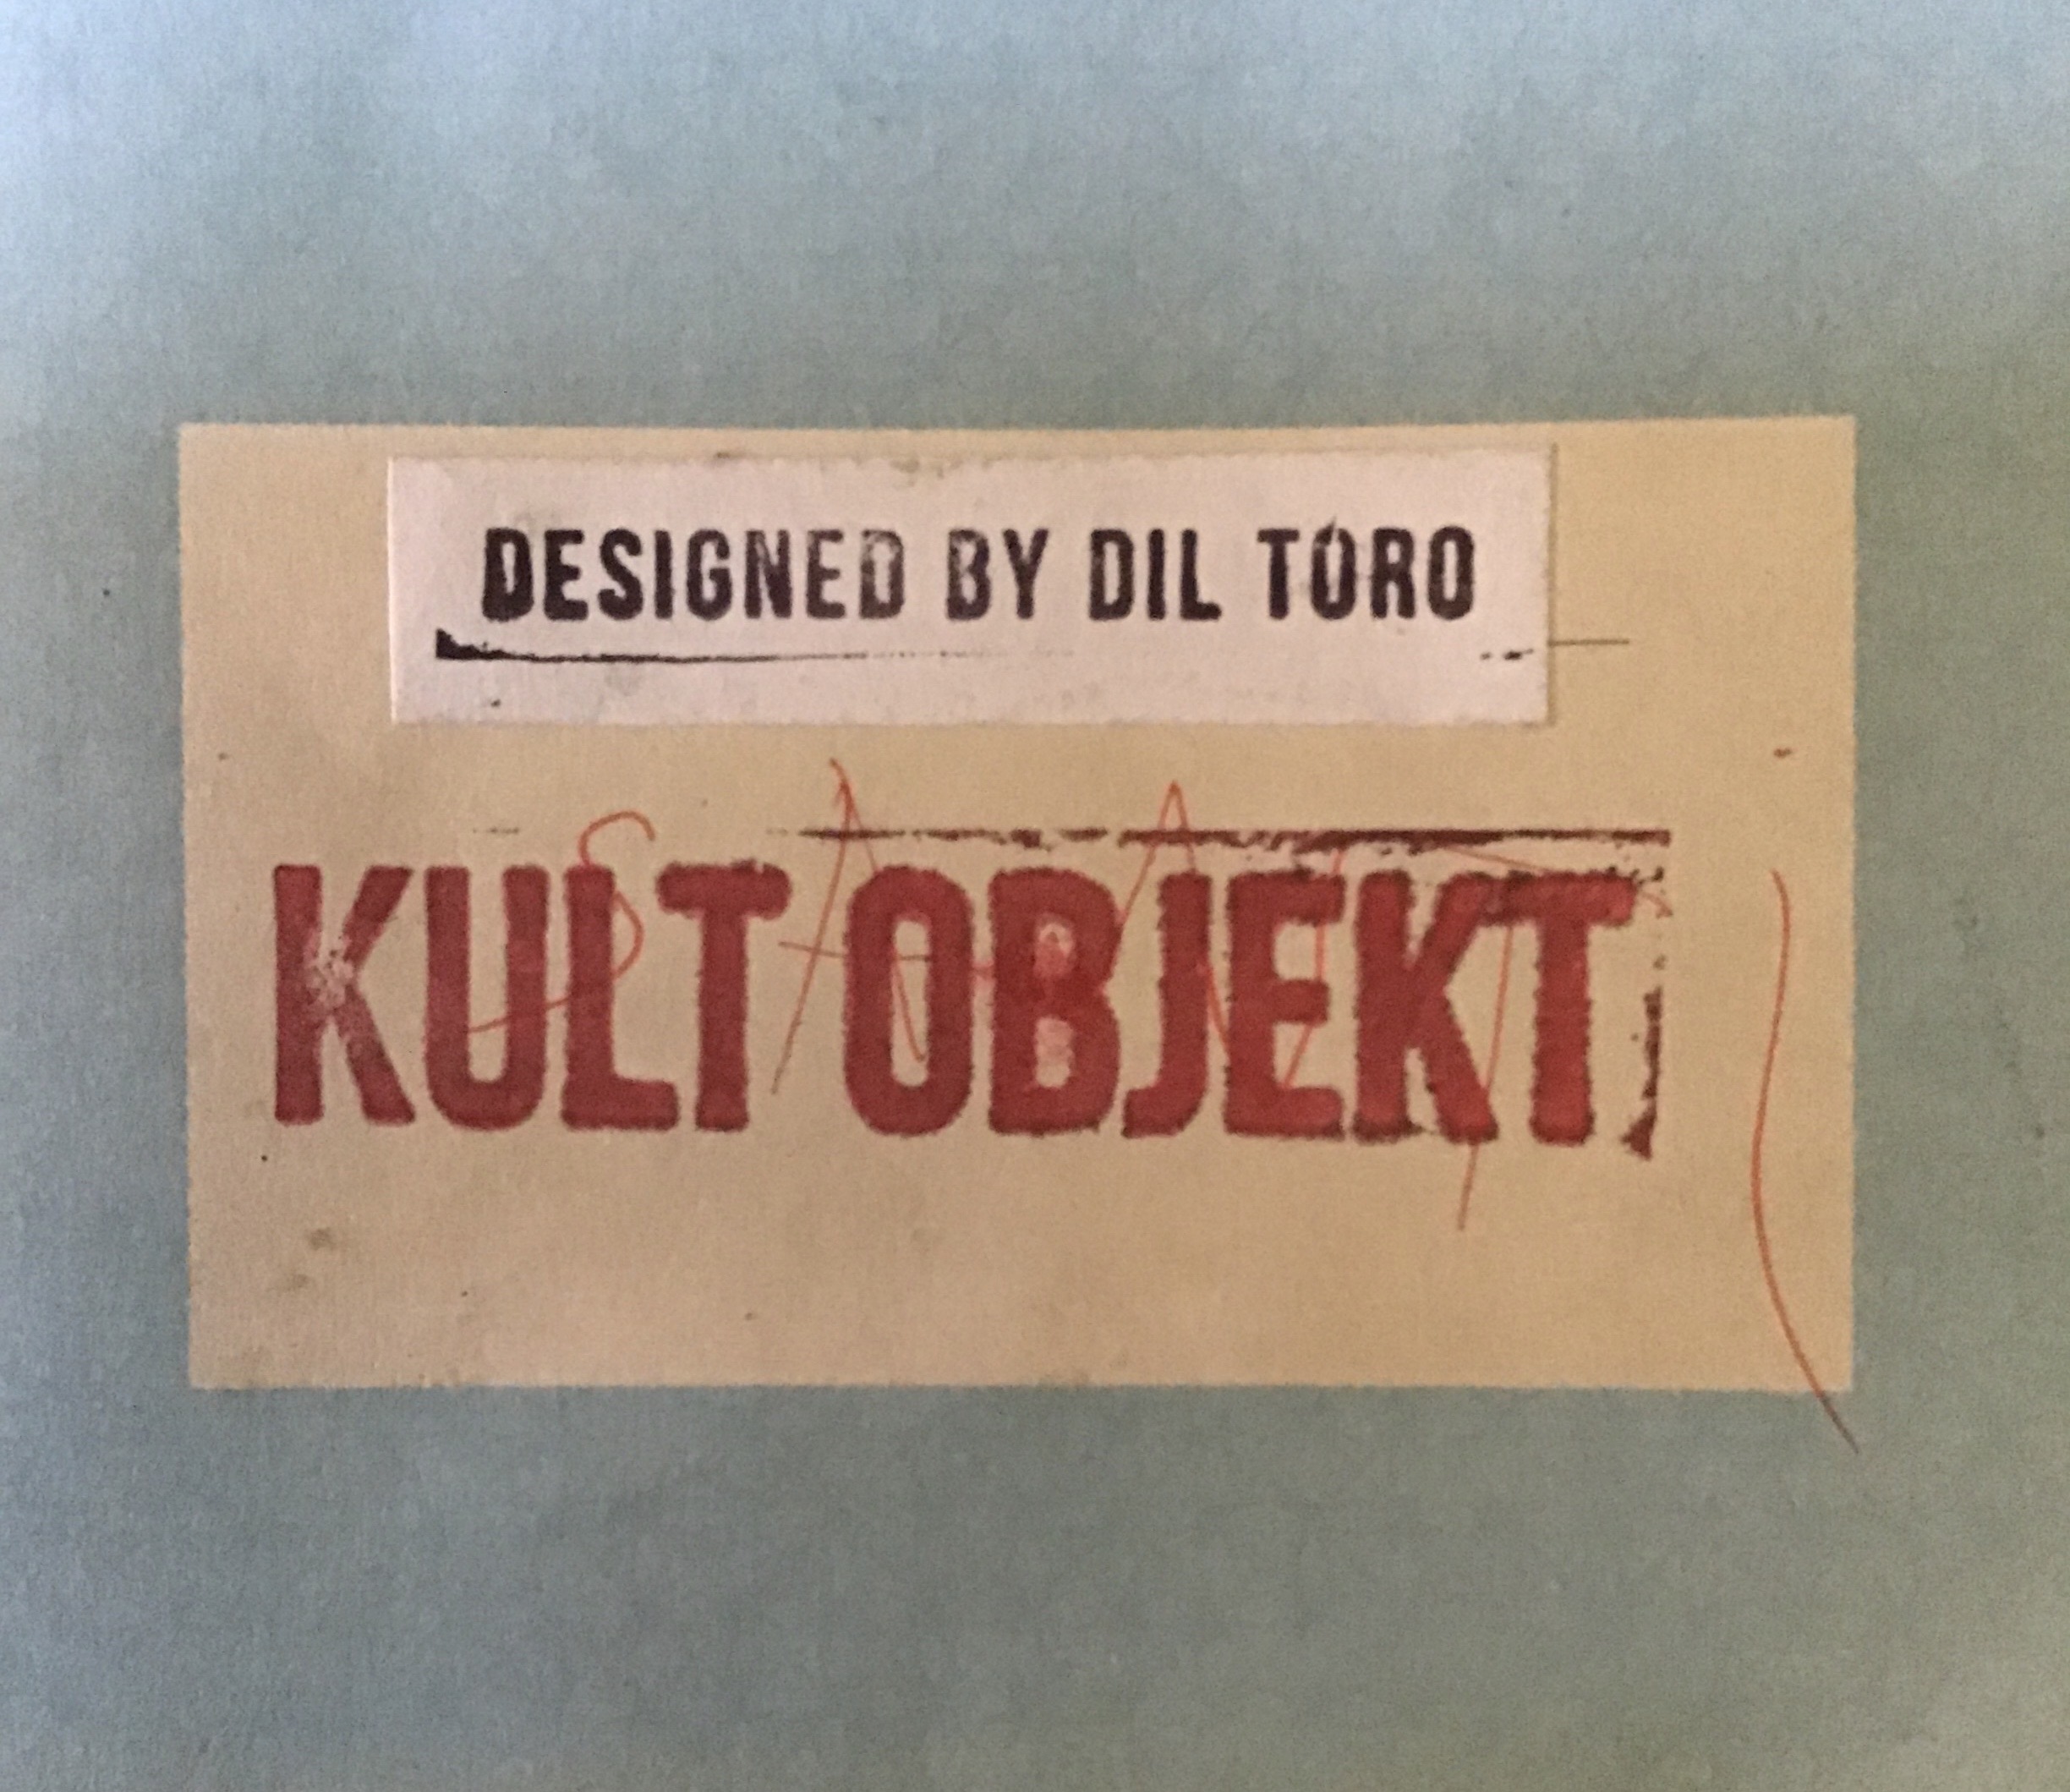 DESIGNED BY DIL TORO
KULT OBJEKT